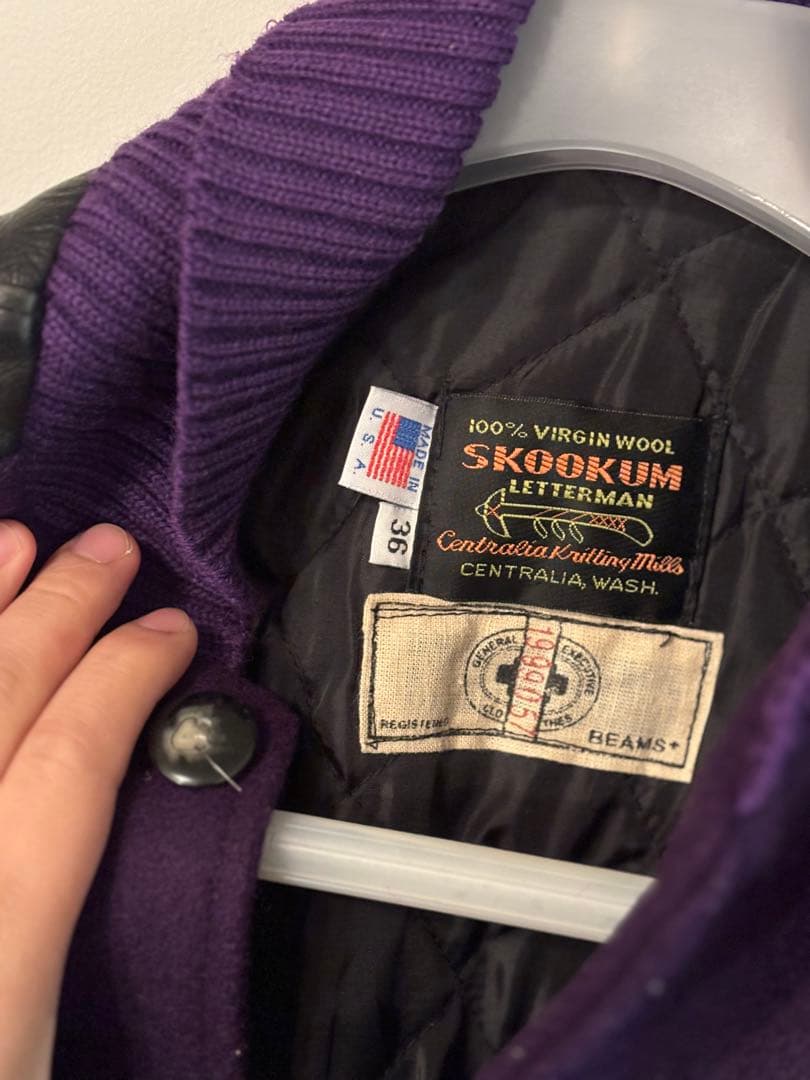 MADE IN
U.S.A.
36
100% VIRGIN WOOL
SKOOKUM
LETTERMAN
Centralia Knitting Mills
CENTRALIA, WASH.
GENERAL EXECUTIVE
CLOTHES
REGISTERED
BEAMS+